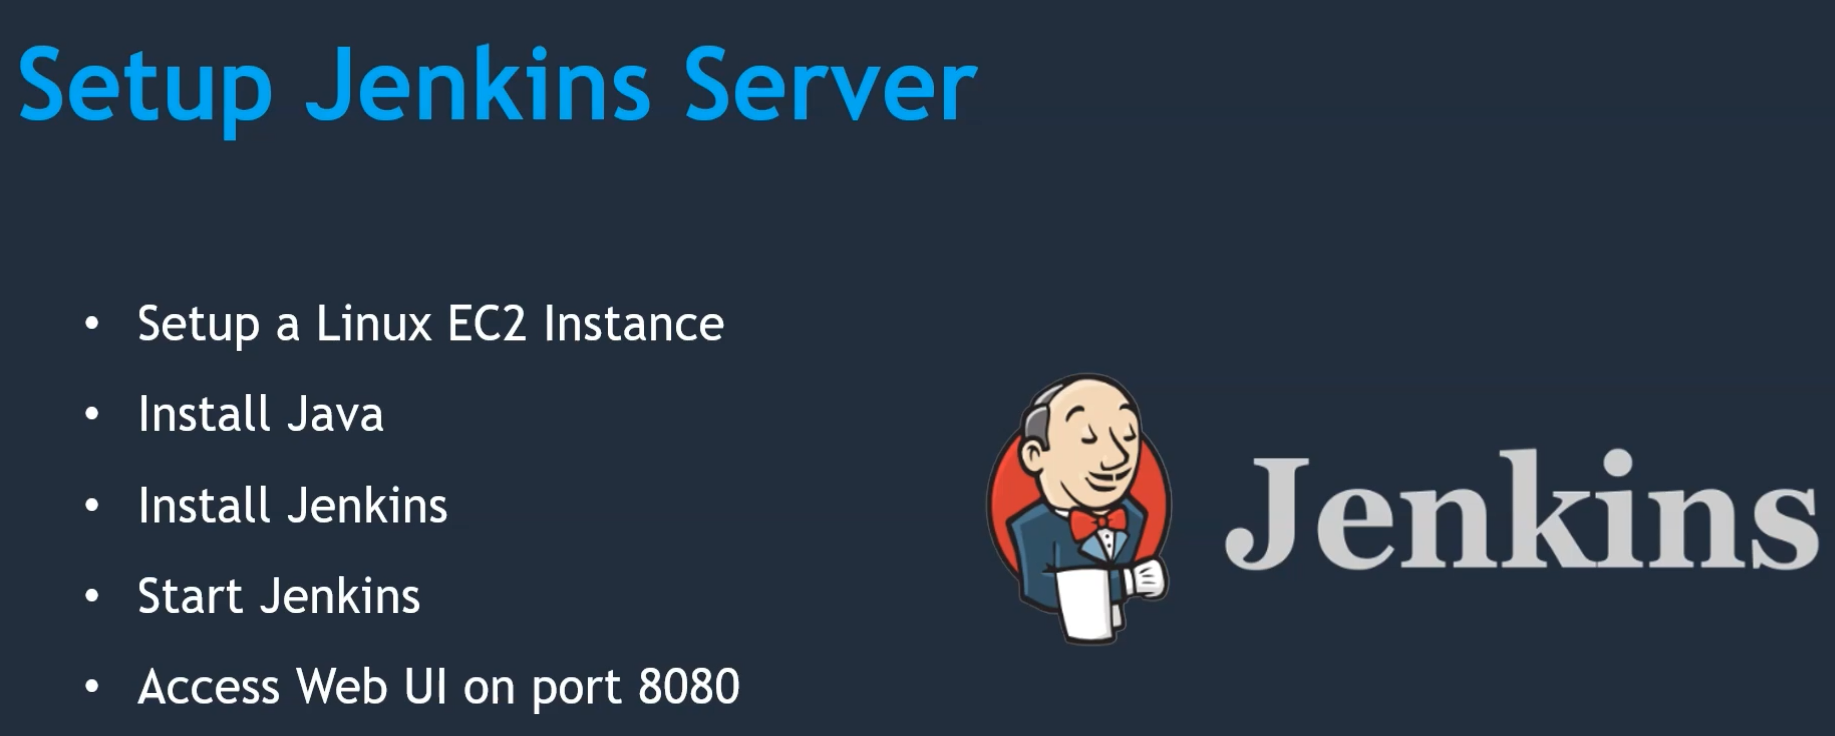 Setup Jenkins Server
• Setup a Linux EC2 Instance
• Install Java
• Install Jenkins
• Start Jenkins
• Access Web UI on port 8080
Jenkins